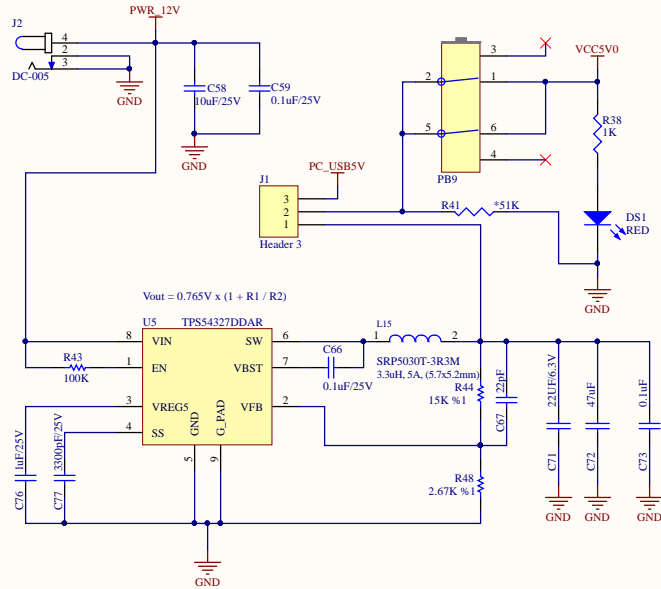 PWR_12V
J2
4
2
3
DC-005
GND
C58
10uF/25V
C59
0.1uF/25V
GND
3
2
1
5
6
4
PB9
VCC5V0
R38
1K
DS1
RED
GND
PC_USB5V
J1
3
2
1
Header 3
R41
*51K
Vout = 0.765V x (1 + R1 / R2)
U5
TPS54327DDAR
8
VIN
SW
6
R43
100K
1
EN
VBST
7
3
VREG5
VFB
2
4
SS
GND
G_PAD
5
9
C66
0.1uF/25V
L15
1
2
SRP5030T-3R3M
3.3uH, 5A, (5.7x5.2mm)
R44
15K %1
22pF
C67
R48
2.67K %1
22UF/6.3V
C71
GND
47uF
C72
GND
0.1uF
C73
GND
1uF/25V
C76
3300pF/25V
C77
GND